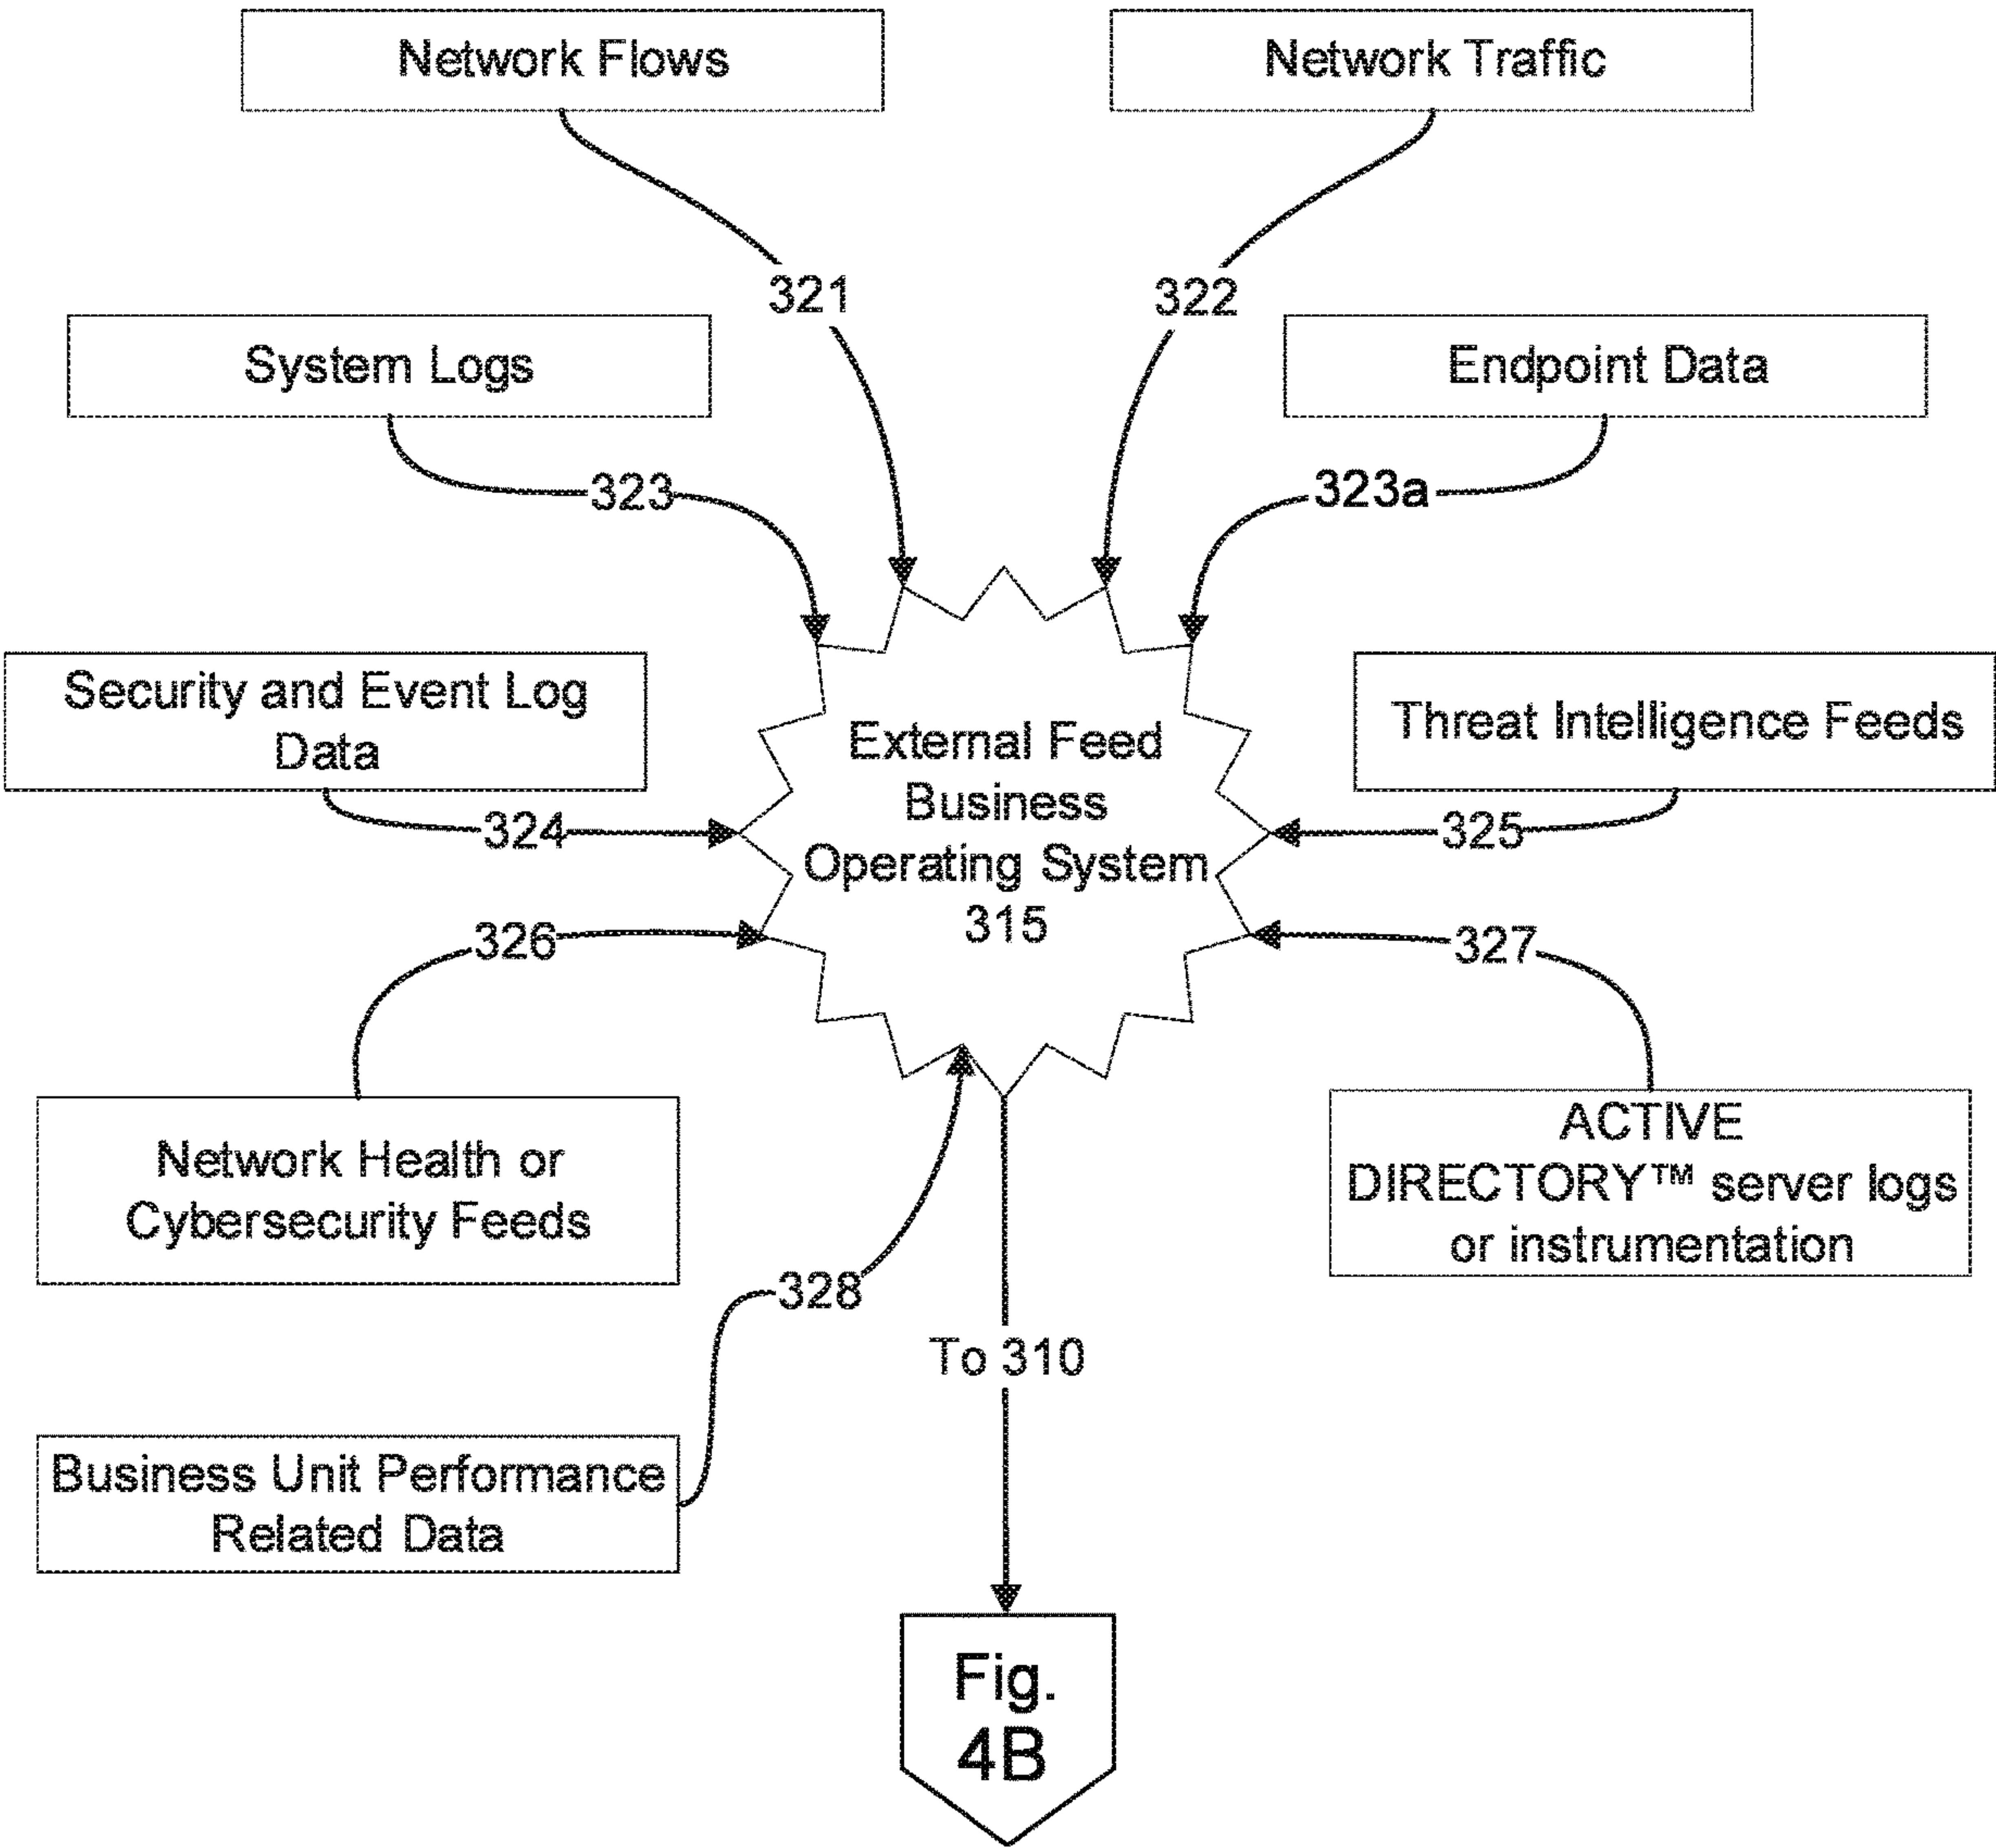 Network Flows
Network Traffic
321
322
System Logs
Endpoint Data
323
323a
Security and Event Log
Data
Threat Intelligence Feeds
External Feed
Business
Operating System
315
324
325
326
327
Network Health or
Cybersecurity Feeds
ACTIVE
DIRECTORY™ server logs
or instrumentation
328
To 310
Business Unit Performance
Related Data
Fig.
4B